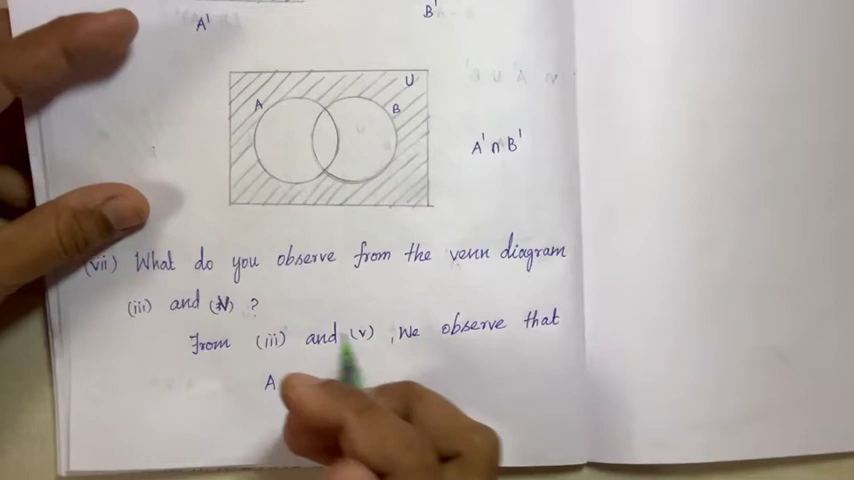 A'
B'
U
A
B
A'∩B'
(vii) What do you observe from the venn diagram
(iii) and (V) ?
From (iii) and (v) , We observe that
A